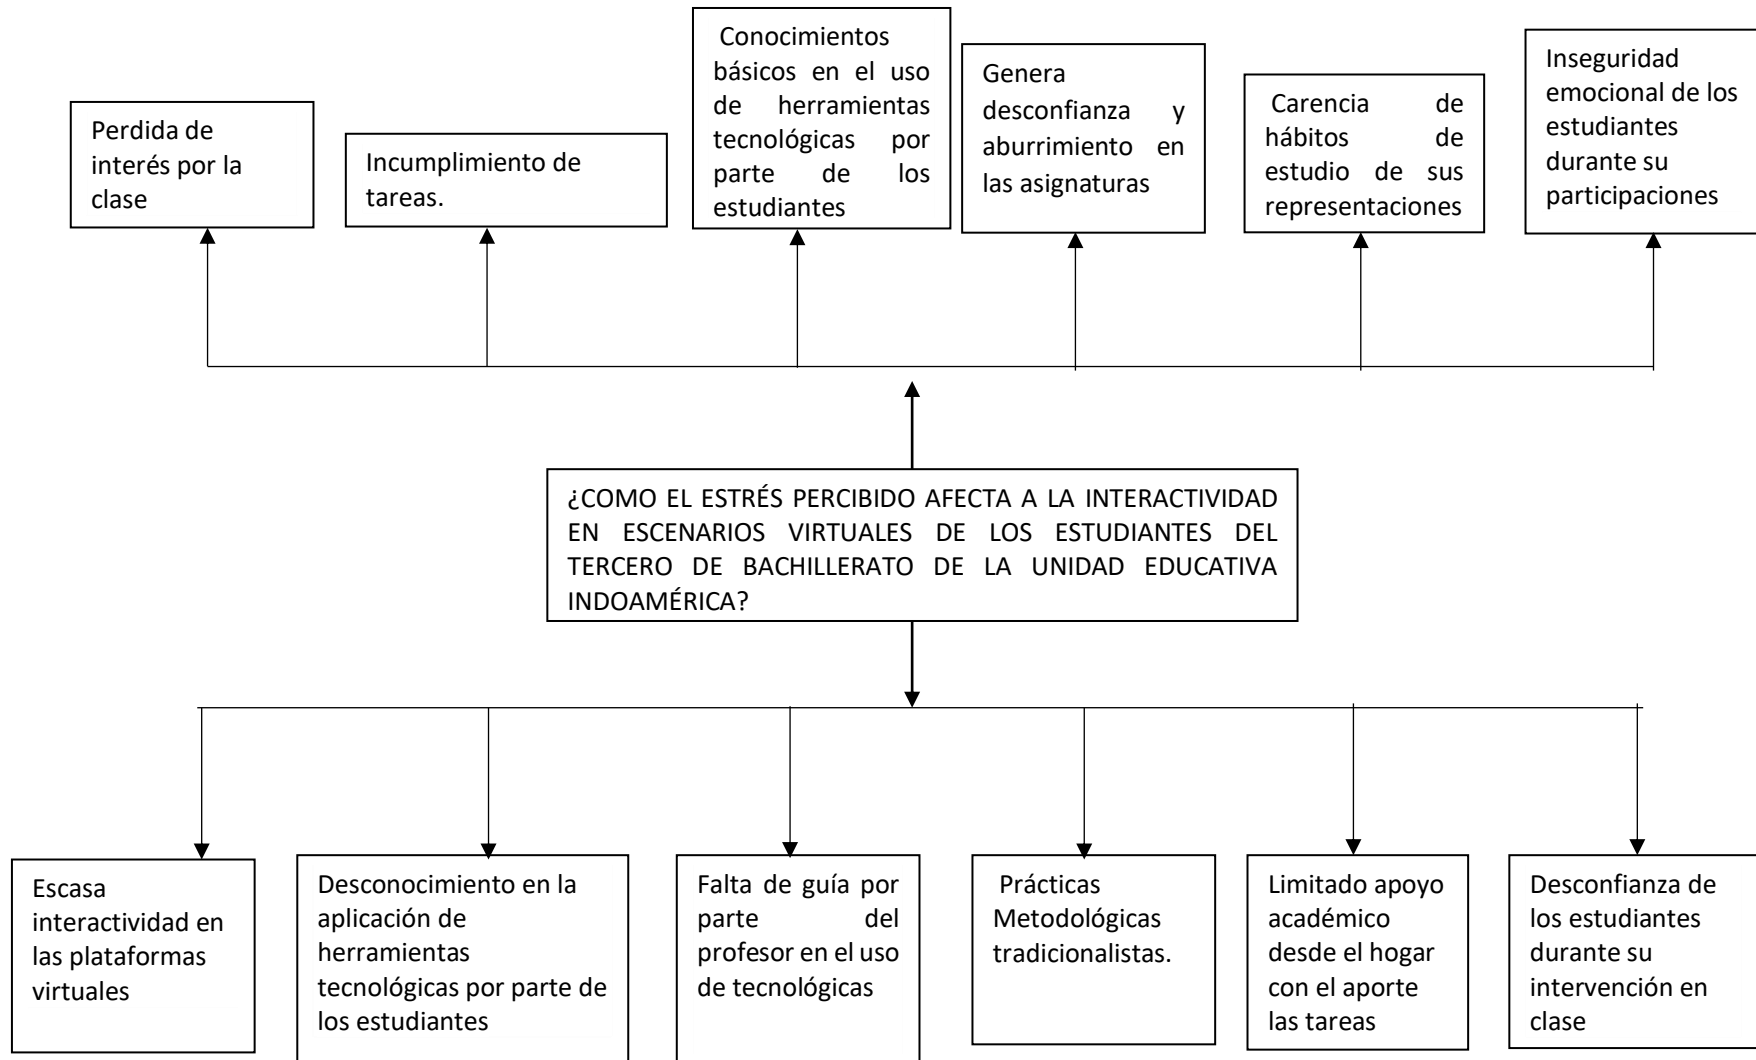 Perdida de
interés por la
clase
Incumplimiento de
tareas.
Conocimientos
básicos en el uso
de herramientas
tecnológicas por
parte de los
estudiantes
Genera
desconfianza y
aburrimiento en
las asignaturas
Carencia de
hábitos de
estudio de sus
representaciones
Inseguridad
emocional de los
estudiantes
durante su
participaciones
¿COMO EL ESTRÉS PERCIBIDO AFECTA A LA INTERACTIVIDAD
EN ESCENARIOS VIRTUALES DE LOS ESTUDIANTES DEL
TERCERO DE BACHILLERATO DE LA UNIDAD EDUCATIVA
INDOAMÉRICA?
Escasa
interactividad en
las plataformas
virtuales
Desconocimiento en la
aplicación de
herramientas
tecnológicas por parte de
los estudiantes
Falta de guía por
parte del
profesor en el uso
de tecnológicas
Prácticas
Metodológicas
tradicionalistas.
Limitado apoyo
académico
desde el hogar
con el aporte
las tareas
Desconfianza de
los estudiantes
durante su
intervención en
clase